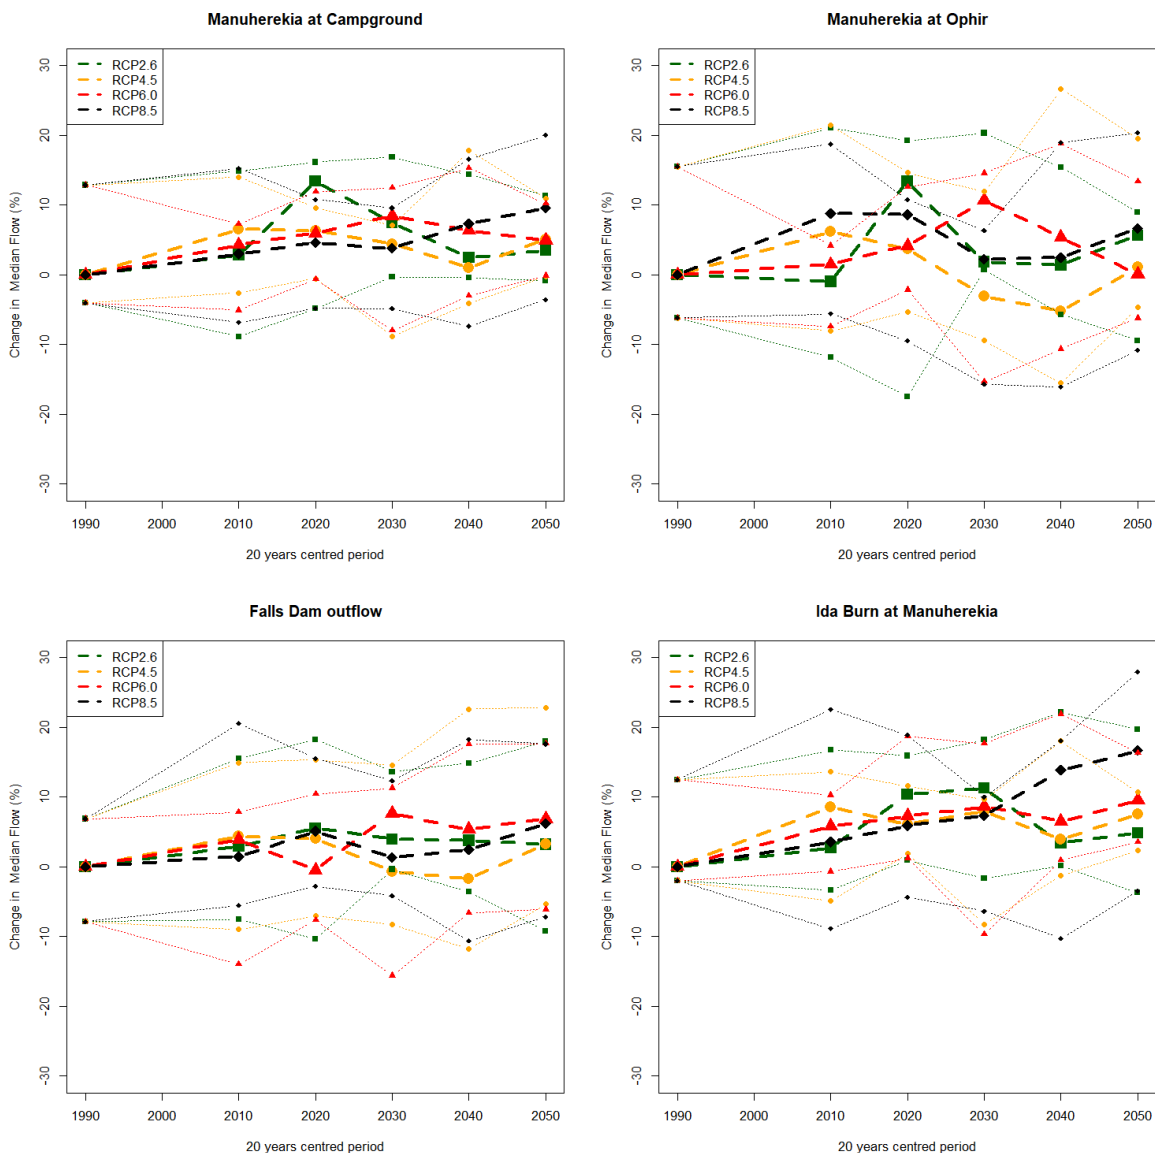 Manuherekia at Campground
RCP2.6
RCP4.5
RCP6.0
RCP8.5
30
20
10
0
-10
-20
-30
Change in Median Flow (%)
1990 2000 2010 2020 2030 2040 2050
20 years centred period
Manuherekia at Ophir
RCP2.6
RCP4.5
RCP6.0
RCP8.5
30
20
10
0
-10
-20
-30
Change in Median Flow (%)
1990 2000 2010 2020 2030 2040 2050
20 years centred period
Falls Dam outflow
RCP2.6
RCP4.5
RCP6.0
RCP8.5
30
20
10
0
-10
-20
-30
Change in Median Flow (%)
1990 2000 2010 2020 2030 2040 2050
20 years centred period
Ida Burn at Manuherekia
RCP2.6
RCP4.5
RCP6.0
RCP8.5
30
20
10
0
-10
-20
-30
Change in Median Flow (%)
1990 2000 2010 2020 2030 2040 2050
20 years centred period